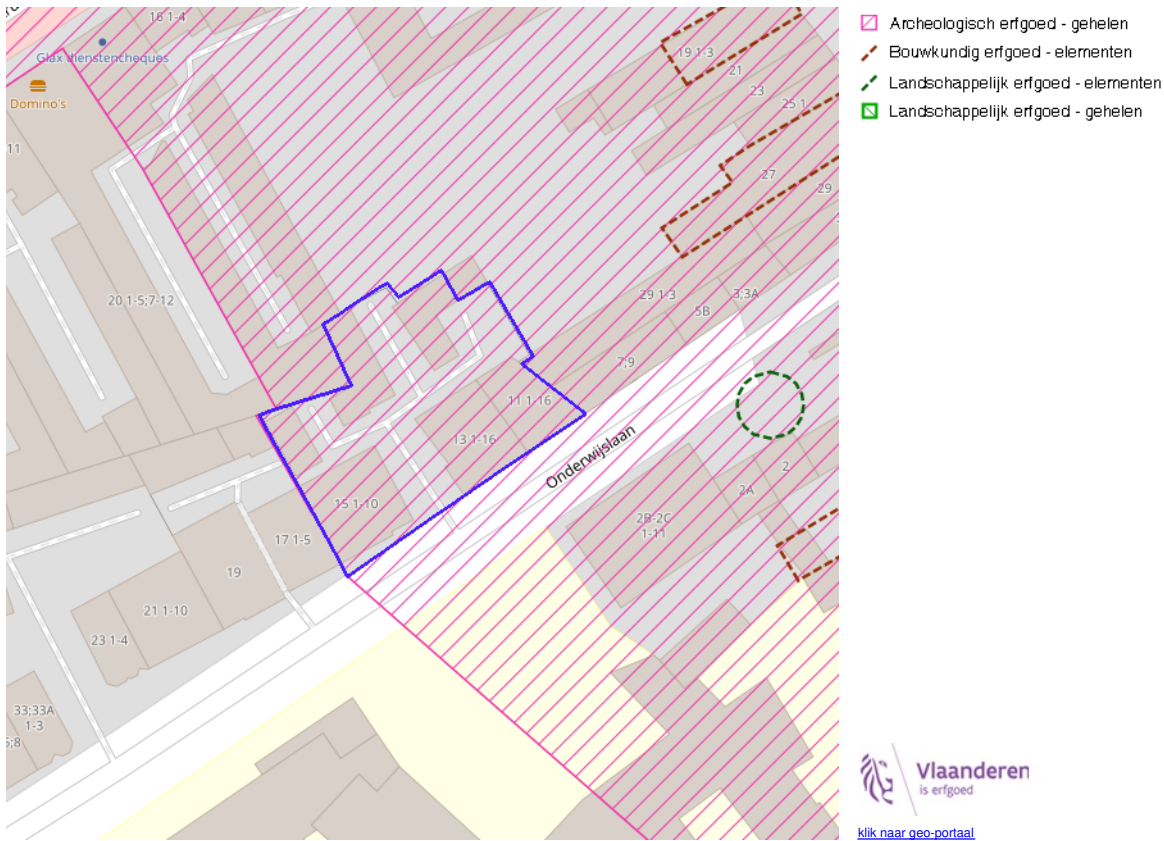 16 1-4
Glax dienstencheques
Domino's
11
20 1-5;7-12
19 1-3
21
23
25 1
27
29
29 1-3
5B
3;3A
7;9
11 1-16
13 1-16
15 1-10
Onderwijslaan
17 1-5
19
21 1-10
23 1-4
33;33A
1-3
2
2A
2B-2C
1-11
Archeologisch erfgoed - gehelen
Bouwkundig erfgoed - elementen
Landschappelijk erfgoed - elementen
Landschappelijk erfgoed - gehelen
Vlaanderen
is erfgoed
klik naar geo-portaal